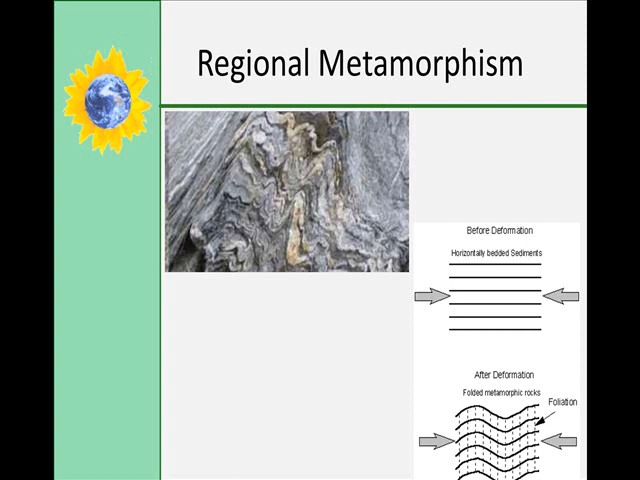 Regional Metamorphism
Before Deformation
Horizontally bedded Sediments
After Deformation
Folded metamorphic rocks
Foliation